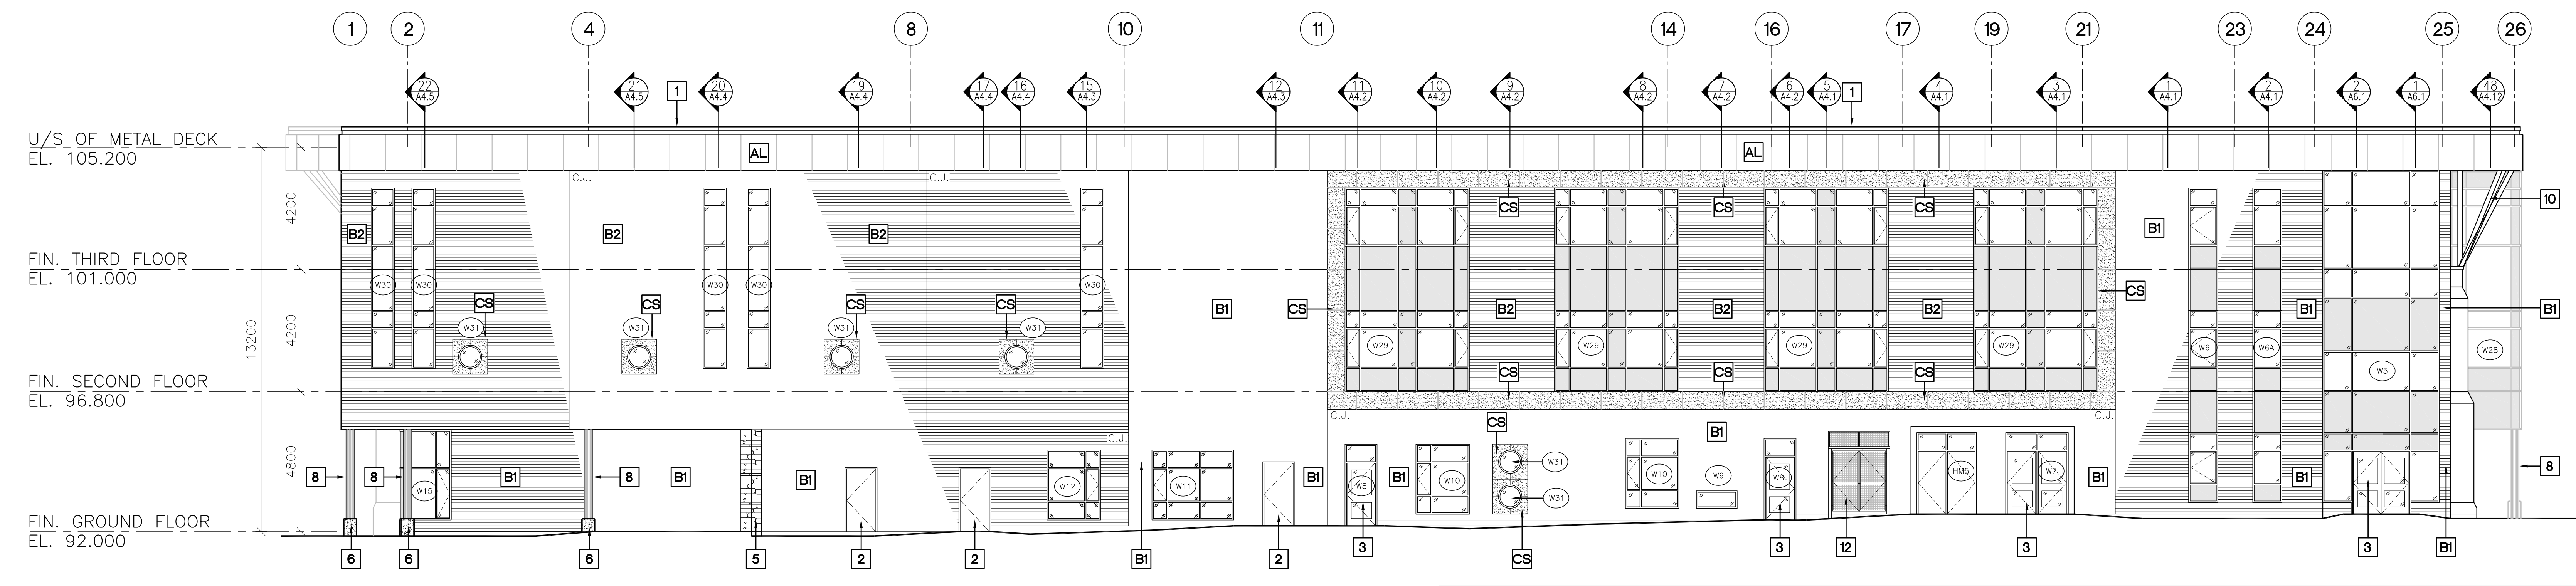 1 2 4 8 10 11 14 16 17 19 21 23 24 25 26
22 21 20 19 17 16 15 12 11 10 9 8 7 6 5 4 3 1 2 2 1 48
A4.5 A4.5 A4.4 A4.4 A4.4 A4.4 A4.3 A4.3 A4.2 A4.2 A4.2 A4.2 A4.2 A4.2 A4.1 A4.1 A4.1 A4.1 A4.1 A6.1 A6.1 A4.12
1 1
U/S OF METAL DECK
EL. 105.200
AL AL
C.J. C.J.
4200
B2 B2 B2 CS CS CS B1 10
FIN. THIRD FLOOR
EL. 101.000
W30 W30 W30 W30 W30 CS
CS CS CS CS B1 CS B2 B2 B2 B1 B1
13200
4200
W31 W31 W31 W31
W29 W29 W29 W29 W6 W6A W28
W5
CS CS CS
FIN. SECOND FLOOR
EL. 96.800
C.J. C.J.
CS
C.J. B1
4800
8 8 B1 8 B1 B1 B1 B1 B1 B1 8
W31
W15 W12 W11 W8 W10 W10 W9 W8 HM5 W7
W31
FIN. GROUND FLOOR
EL. 92.000
3 3 12 3 3 B1
6 6 6 5 2 2 B1 2 CS